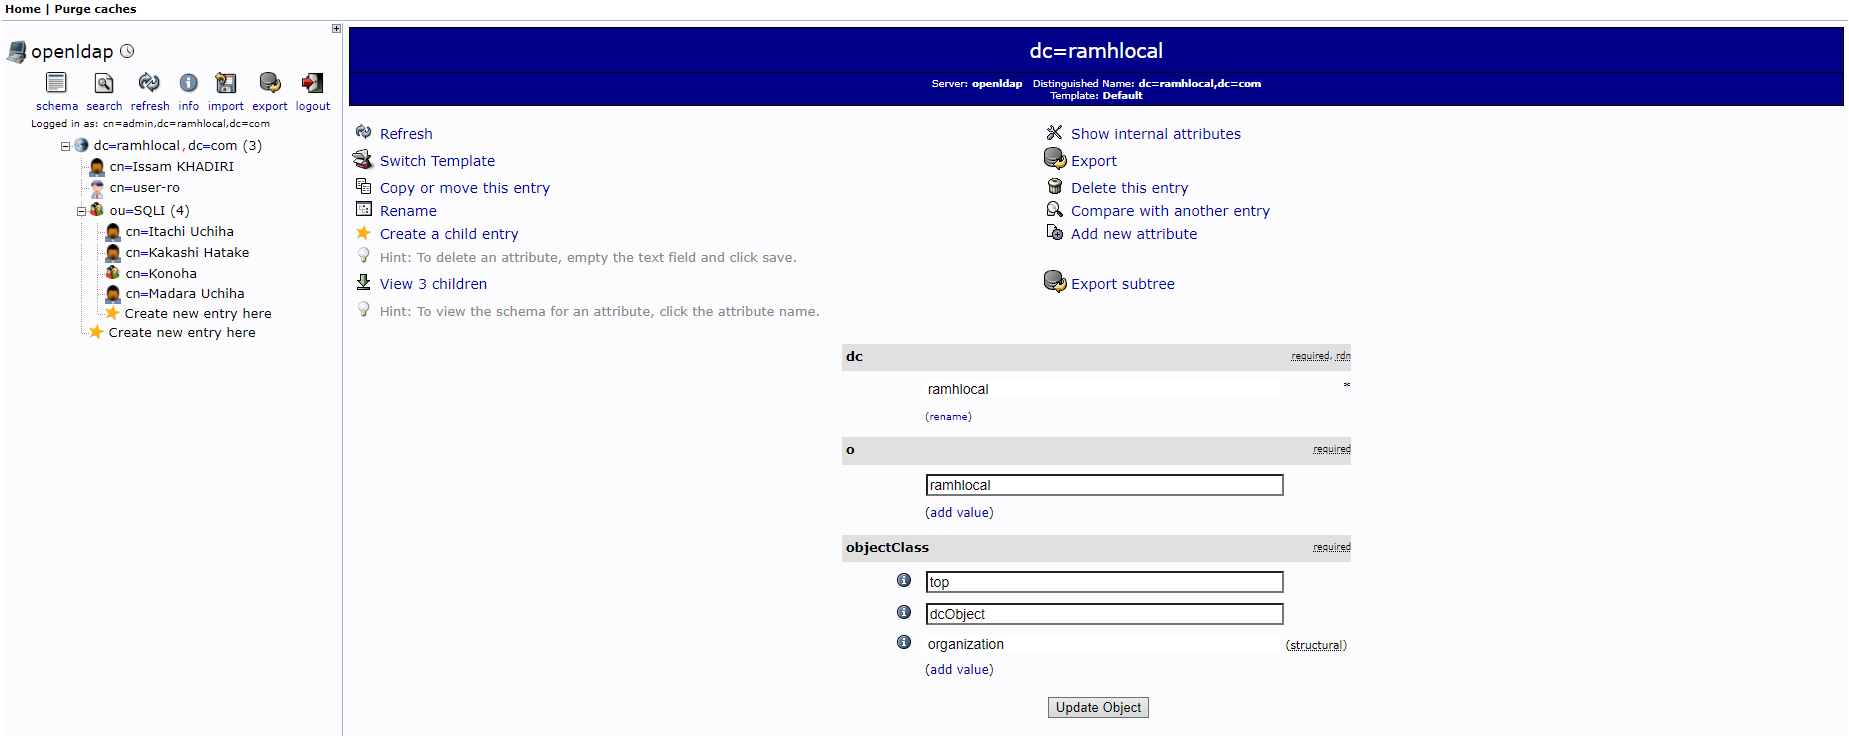 Home | Purge caches
openldap
schema search refresh info import export logout
Logged in as: cn=admin,dc=ramhlocal,dc=com
dc=ramhlocal,dc=com (3)
cn=Issam KHADIRI
cn=user-ro
ou=SQLI (4)
cn=Itachi Uchiha
cn=Kakashi Hatake
cn=Konoha
cn=Madara Uchiha
Create new entry here
Create new entry here
dc=ramhlocal
Server: openldap Distinguished Name: dc=ramhlocal,dc=com
Template: Default
Refresh
Show internal attributes
Switch Template
Export
Copy or move this entry
Delete this entry
Rename
Compare with another entry
Create a child entry
Add new attribute
Hint: To delete an attribute, empty the text field and click save.
View 3 children
Export subtree
Hint: To view the schema for an attribute, click the attribute name.
dc required, rdn
ramhlocal *
(rename)
o required
ramhlocal
(add value)
objectClass required
top
dcObject
organization (structural)
(add value)
Update Object